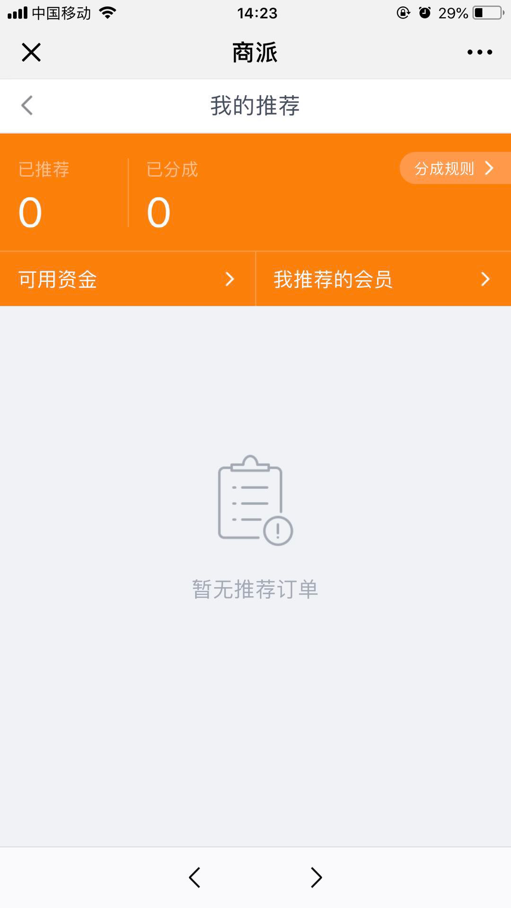 中国移动 14:23 29%
商派
我的推荐
已推荐 已分成 分成规则
0 0
可用资金 我推荐的会员
暂无推荐订单